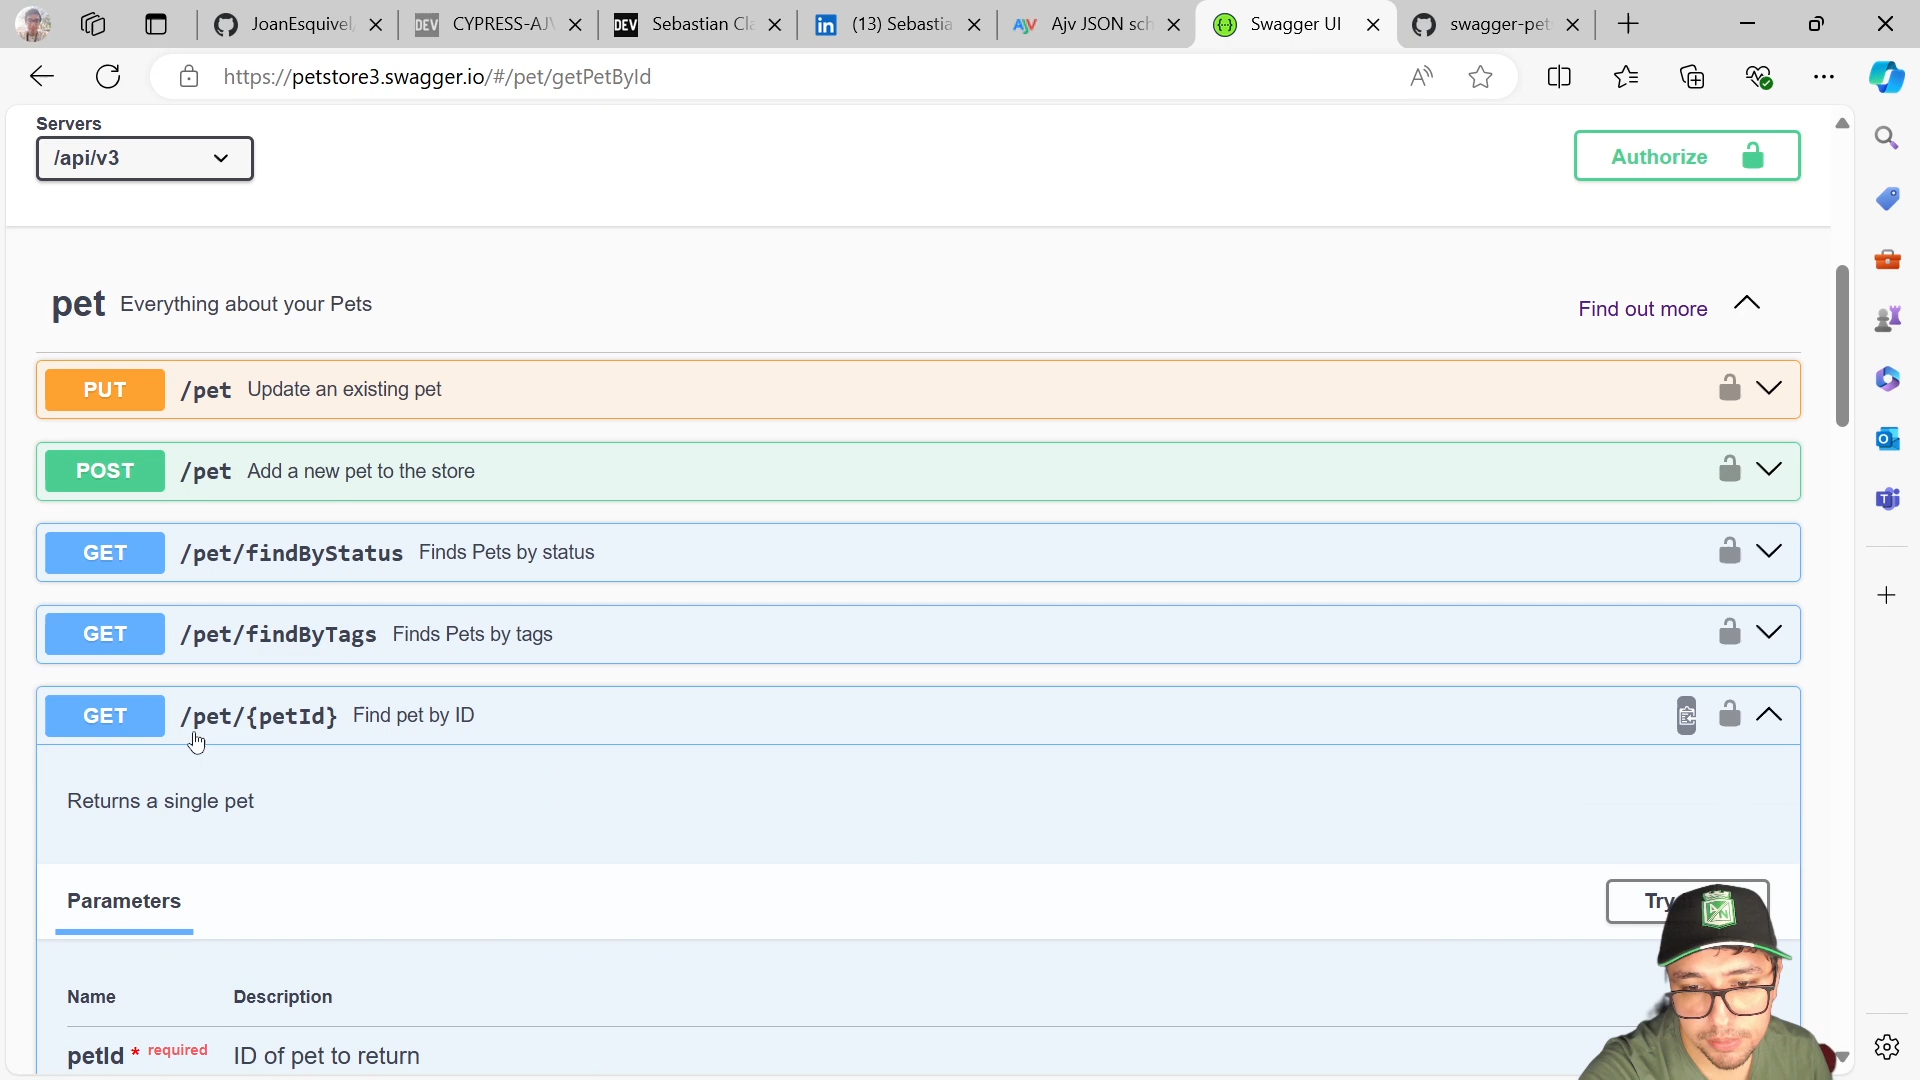 JoanEsquivel
CYPRESS-AJV
Sebastian Cla
(13) Sebastia
Ajv JSON sch
Swagger UI
swagger-pet
https://petstore3.swagger.io/#/pet/getPetById
Servers
/api/v3
Authorize
pet Everything about your Pets
Find out more
PUT /pet Update an existing pet
POST /pet Add a new pet to the store
GET /pet/findByStatus Finds Pets by status
GET /pet/findByTags Finds Pets by tags
GET /pet/{petId} Find pet by ID
Returns a single pet
Parameters
Try
Name Description
petId * required ID of pet to return